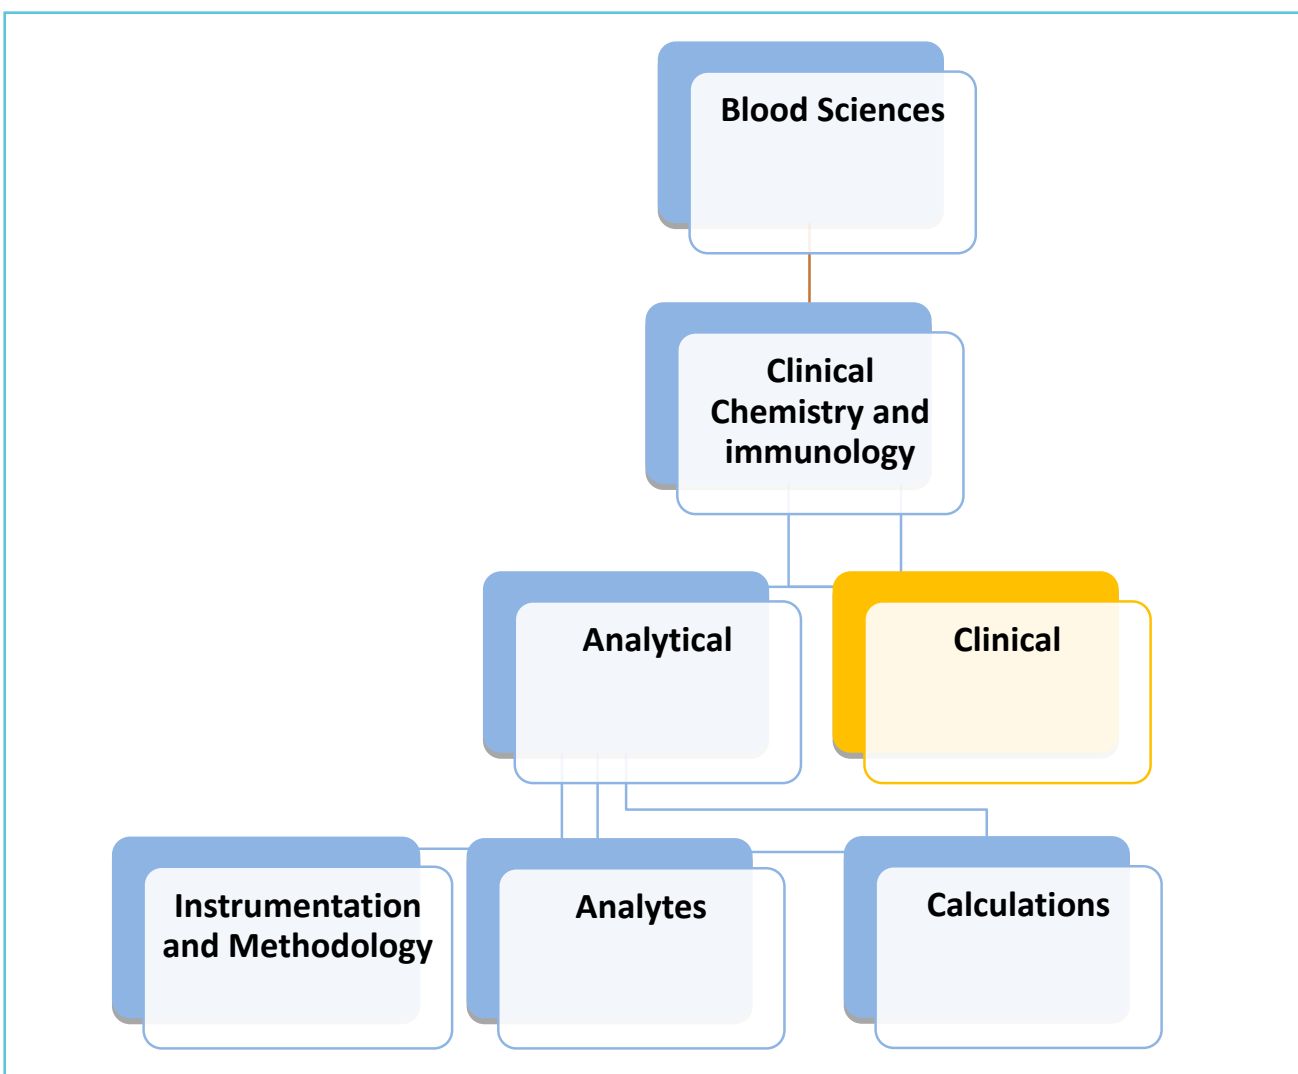 Blood Sciences
Clinical
Chemistry and
immunology
Analytical
Clinical
Instrumentation
and Methodology
Analytes
Calculations